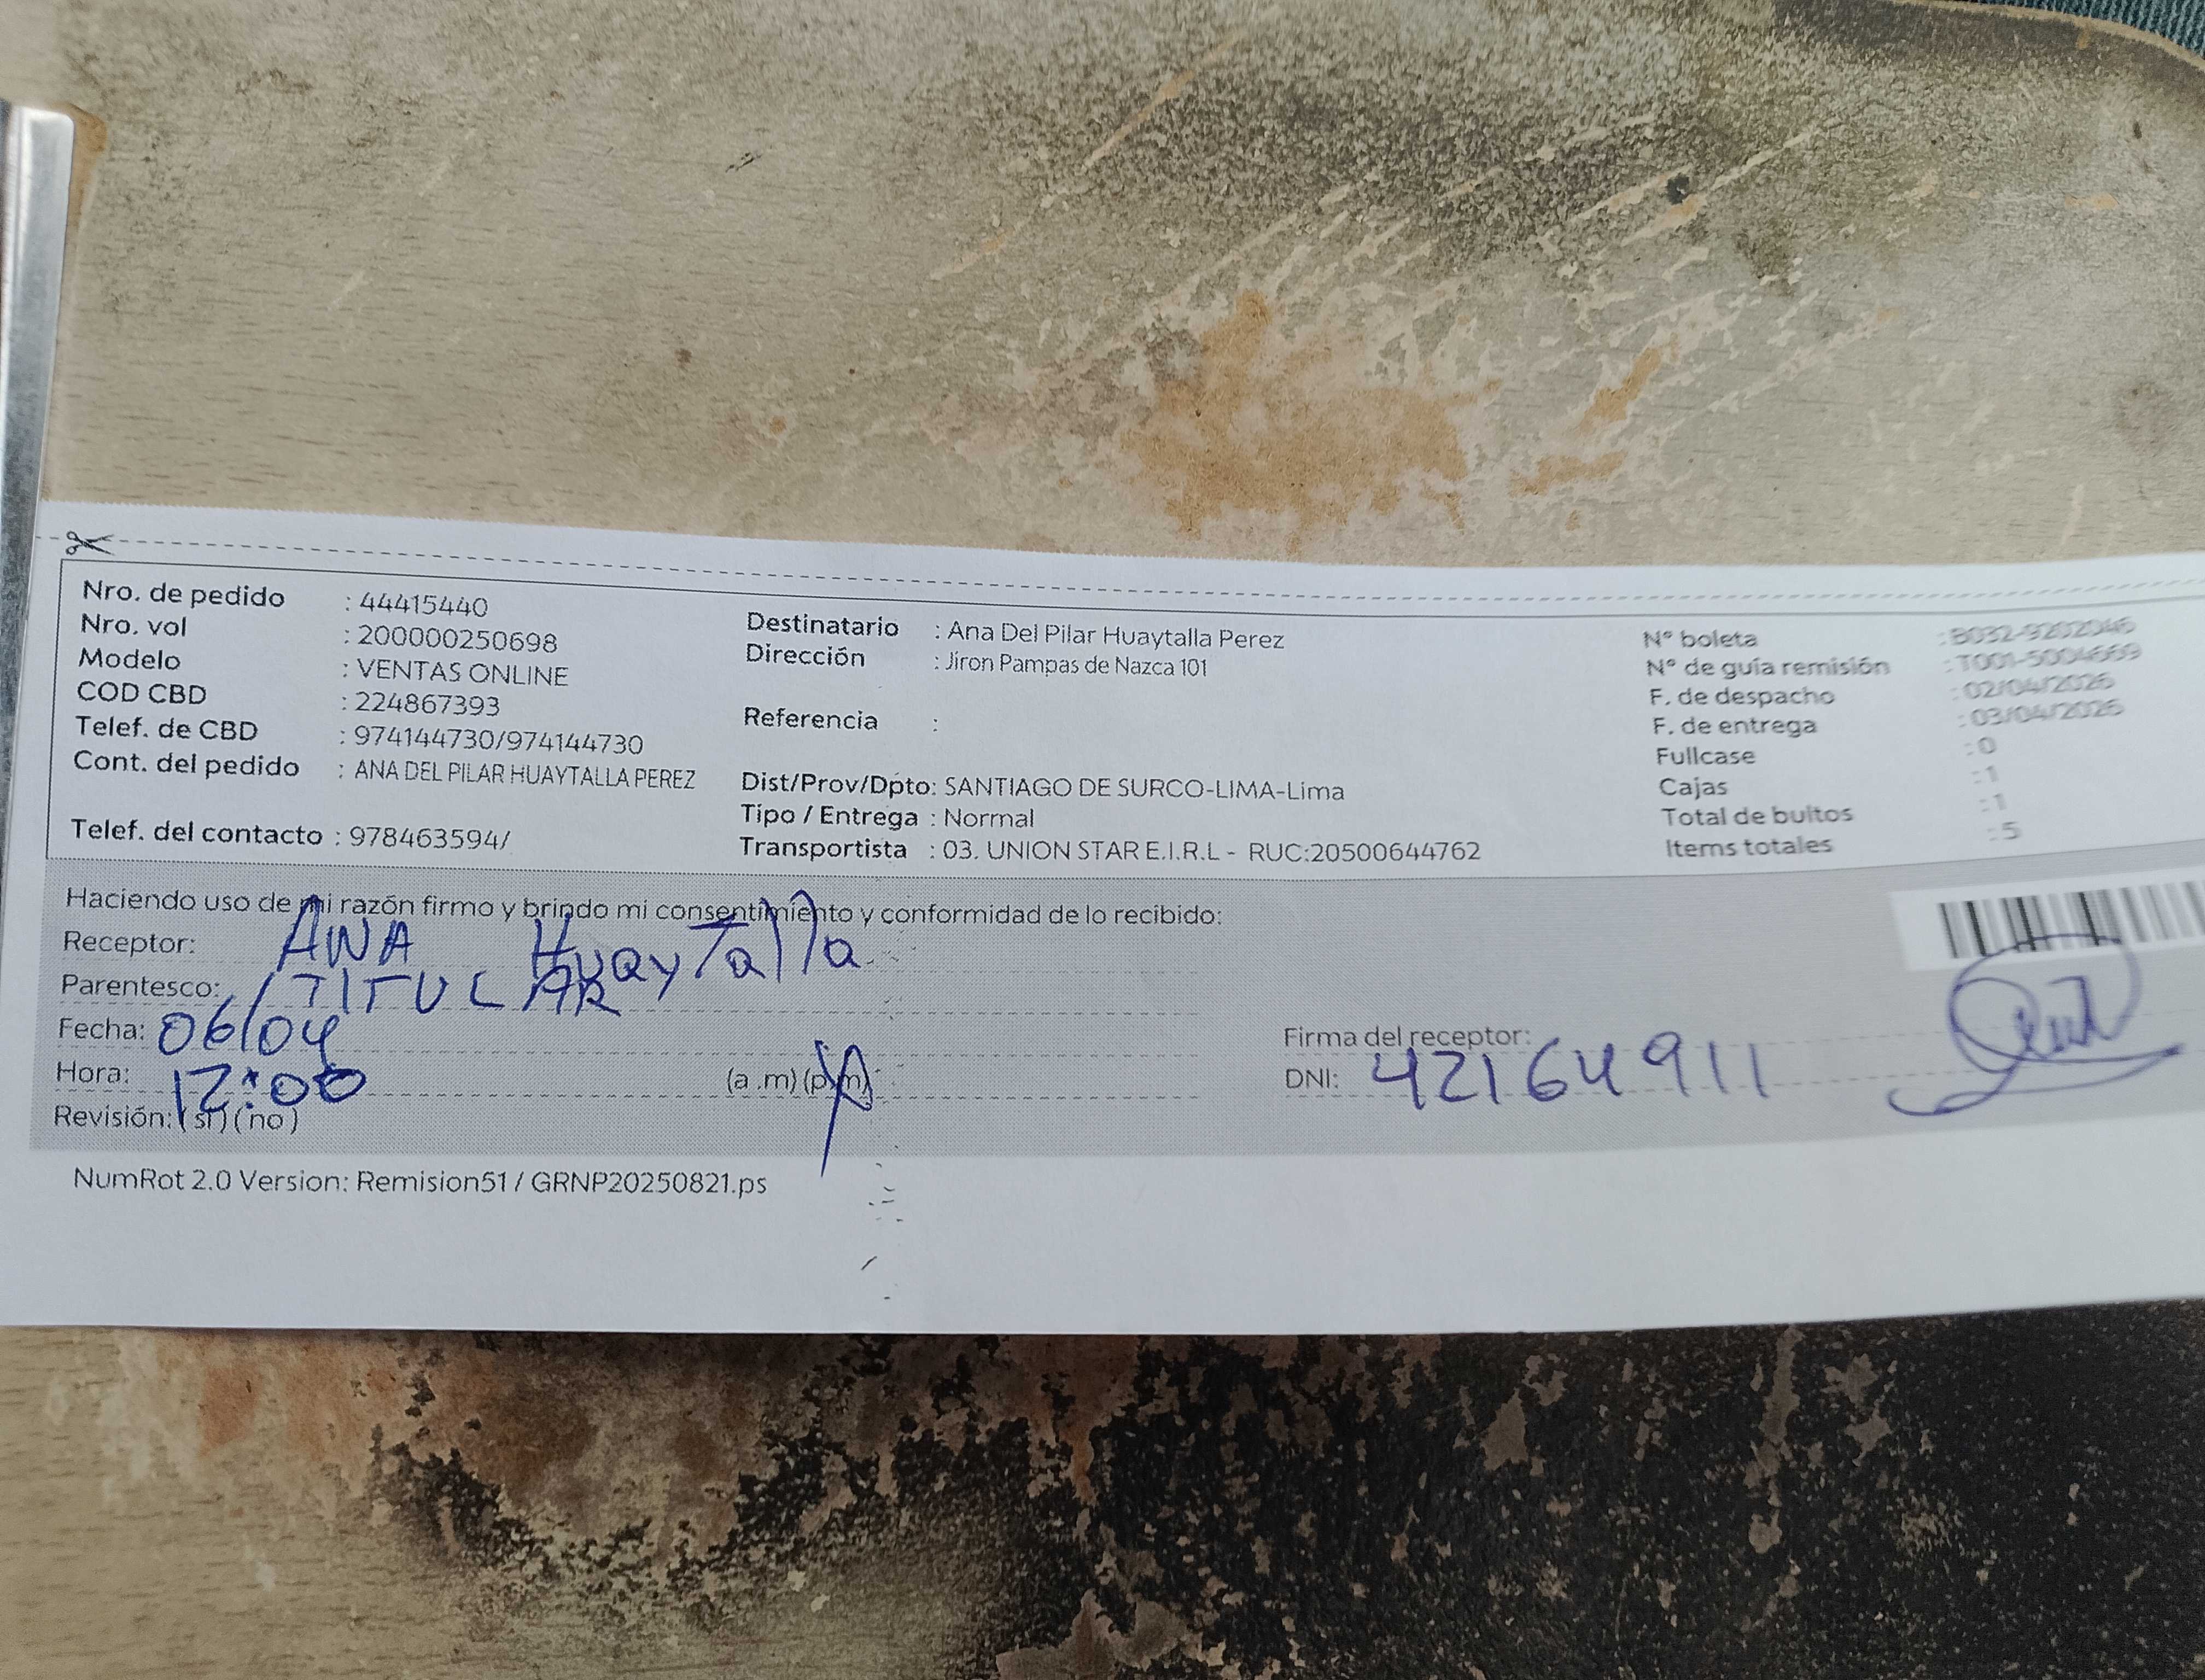 Nro. de pedido : 44415440
Nro. vol : 200000250698
Modelo : VENTAS ONLINE
COD CBD : 224867393
Telef. de CBD : 974144730/974144730
Cont. del pedido : ANA DEL PILAR HUAYTALLA PEREZ
Telef. del contacto : 978463594/
Destinatario : Ana Del Pilar Huaytalla Perez
Dirección : Jiron Pampas de Nazca 101
Referencia :
Dist/Prov/Dpto: SANTIAGO DE SURCO-LIMA-Lima
Tipo / Entrega : Normal
Transportista : 03. UNION STAR E.I.R.L - RUC:20500644762
N° boleta : B032-9202046
N° de guía remisión : T001-5004669
F. de despacho : 02/04/2026
F. de entrega : 03/04/2026
Fullcase : 0
Cajas : 1
Total de bultos : 1
Items totales : 5
Haciendo uso de mi razón firmo y brindo mi consentimiento y conformidad de lo recibido:
Receptor: ANA HuayTalla
Parentesco: TITULAR
Fecha: 06/04
Hora: 12:00 (a .m) (p.m)
Revisión: ( si ) ( no )
Firma del receptor:
DNI: 42164911
NumRot 2.0 Version: Remision51 / GRNP20250821.ps